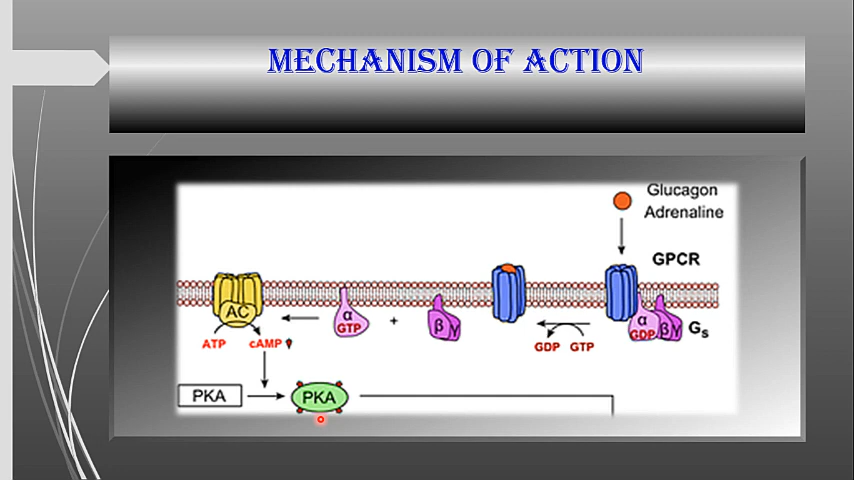 MECHANISM OF ACTION
Glucagon
Adrenaline
GPCR
AC
α
GTP
+
β γ
α
GDP
βγ
Gs
ATP
cAMP
GDP GTP
PKA
PKA